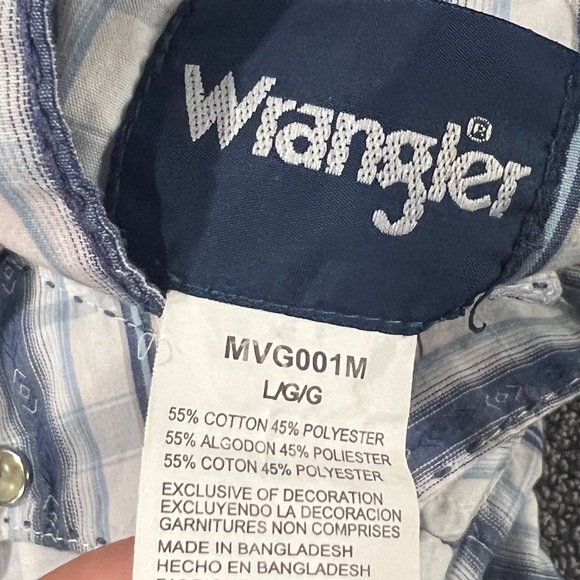 Wrangler®
MVG001M
L/G/G
55% COTTON 45% POLYESTER
55% ALGODON 45% POLIESTER
55% COTON 45% POLYESTER
EXCLUSIVE OF DECORATION
EXCLUYENDO LA DECORACION
GARNITURES NON COMPRISES
MADE IN BANGLADESH
HECHO EN BANGLADESH